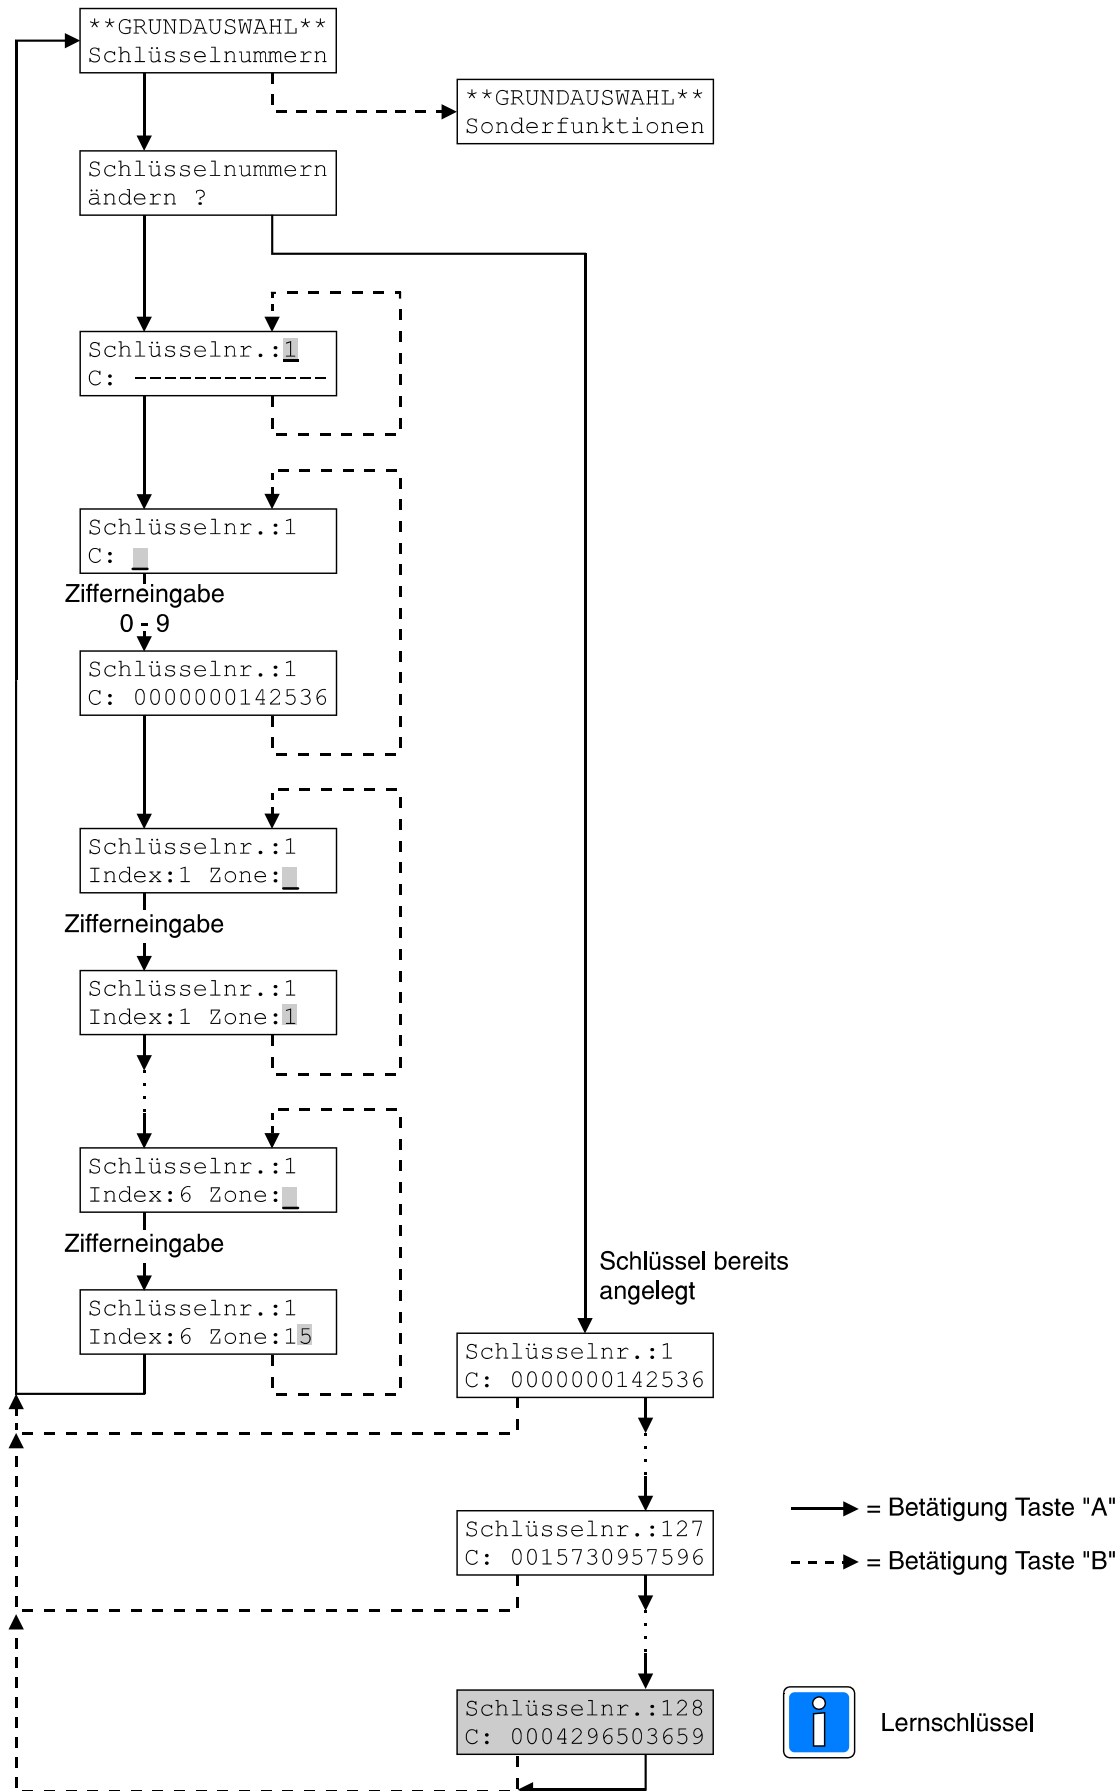 **GRUNDAUSWAHL**
Schlüsselnummern
**GRUNDAUSWAHL**
Sonderfunktionen
Schlüsselnummern
ändern ?
Schlüsselnr.:1
C: -------------
Schlüsselnr.:1
C: _
Zifferneingabe
0 - 9
Schlüsselnr.:1
C: 0000000142536
Schlüsselnr.:1
Index:1 Zone:_
Zifferneingabe
Schlüsselnr.:1
Index:1 Zone:1
Schlüsselnr.:1
Index:6 Zone:_
Zifferneingabe
Schlüsselnr.:1
Index:6 Zone:15
Schlüssel bereits
angelegt
Schlüsselnr.:1
C: 0000000142536
Schlüsselnr.:127
C: 0015730957596
= Betätigung Taste "A"
= Betätigung Taste "B"
Schlüsselnr.:128
C: 0004296503659
i
Lernschlüssel